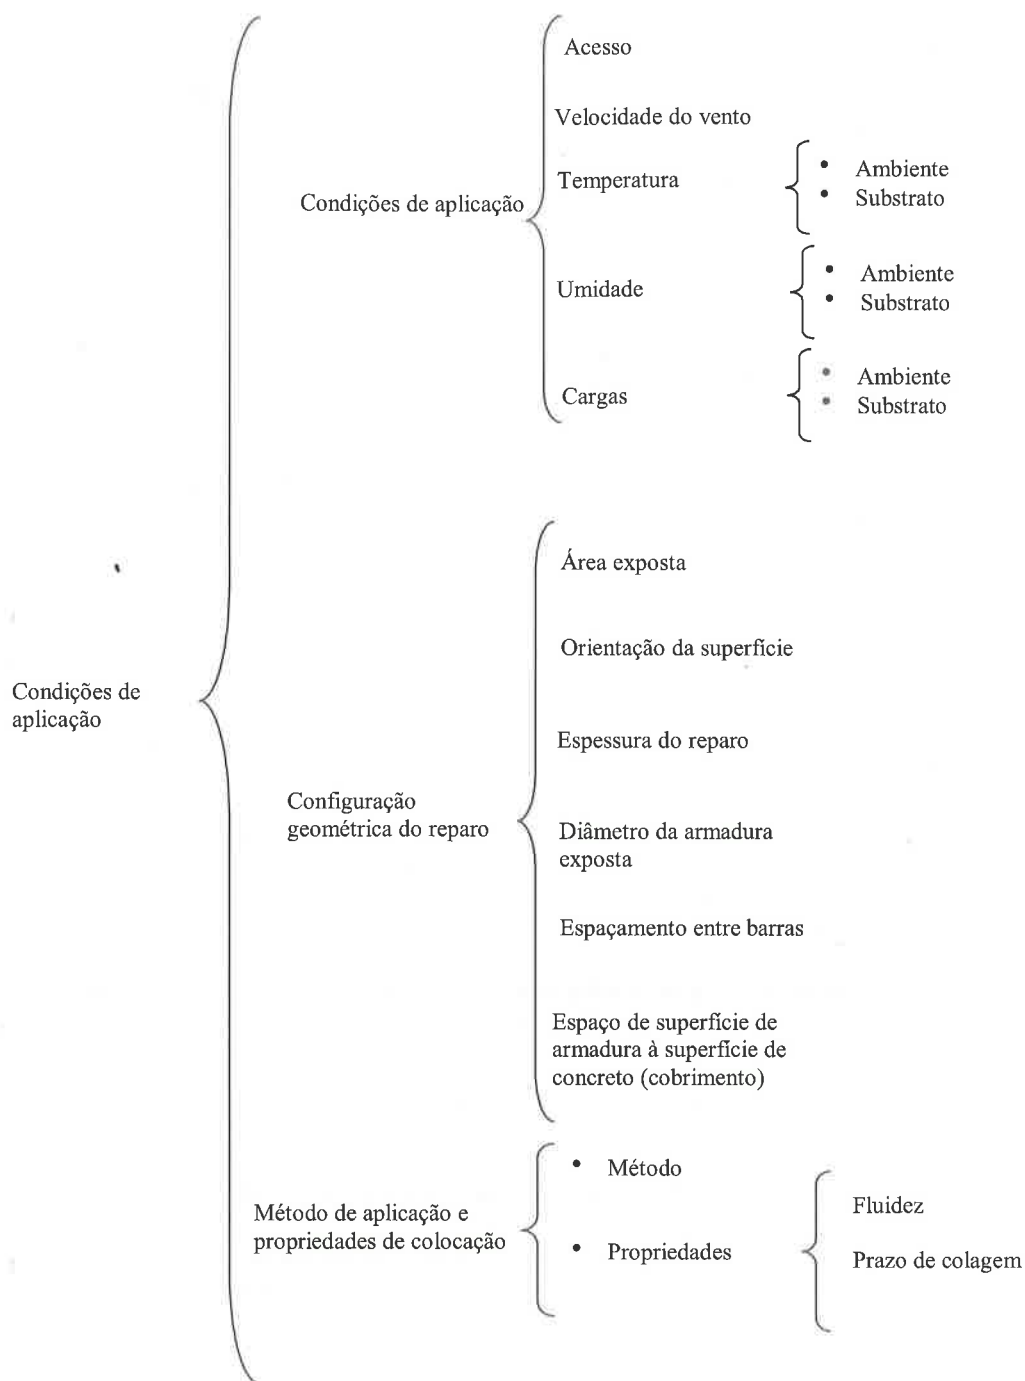 Acesso
Velocidade do vento
Condições de aplicação
Temperatura
• Ambiente
• Substrato
Umidade
• Ambiente
• Substrato
Cargas
• Ambiente
• Substrato
Condições de
aplicação
Configuração
geométrica do reparo
Área exposta
Orientação da superfície
Espessura do reparo
Diâmetro da armadura
exposta
Espaçamento entre barras
Espaço de superfície de
armadura à superfície de
concreto (cobrimento)
Método de aplicação e
propriedades de colocação
• Método
• Propriedades
Fluidez
Prazo de colagem